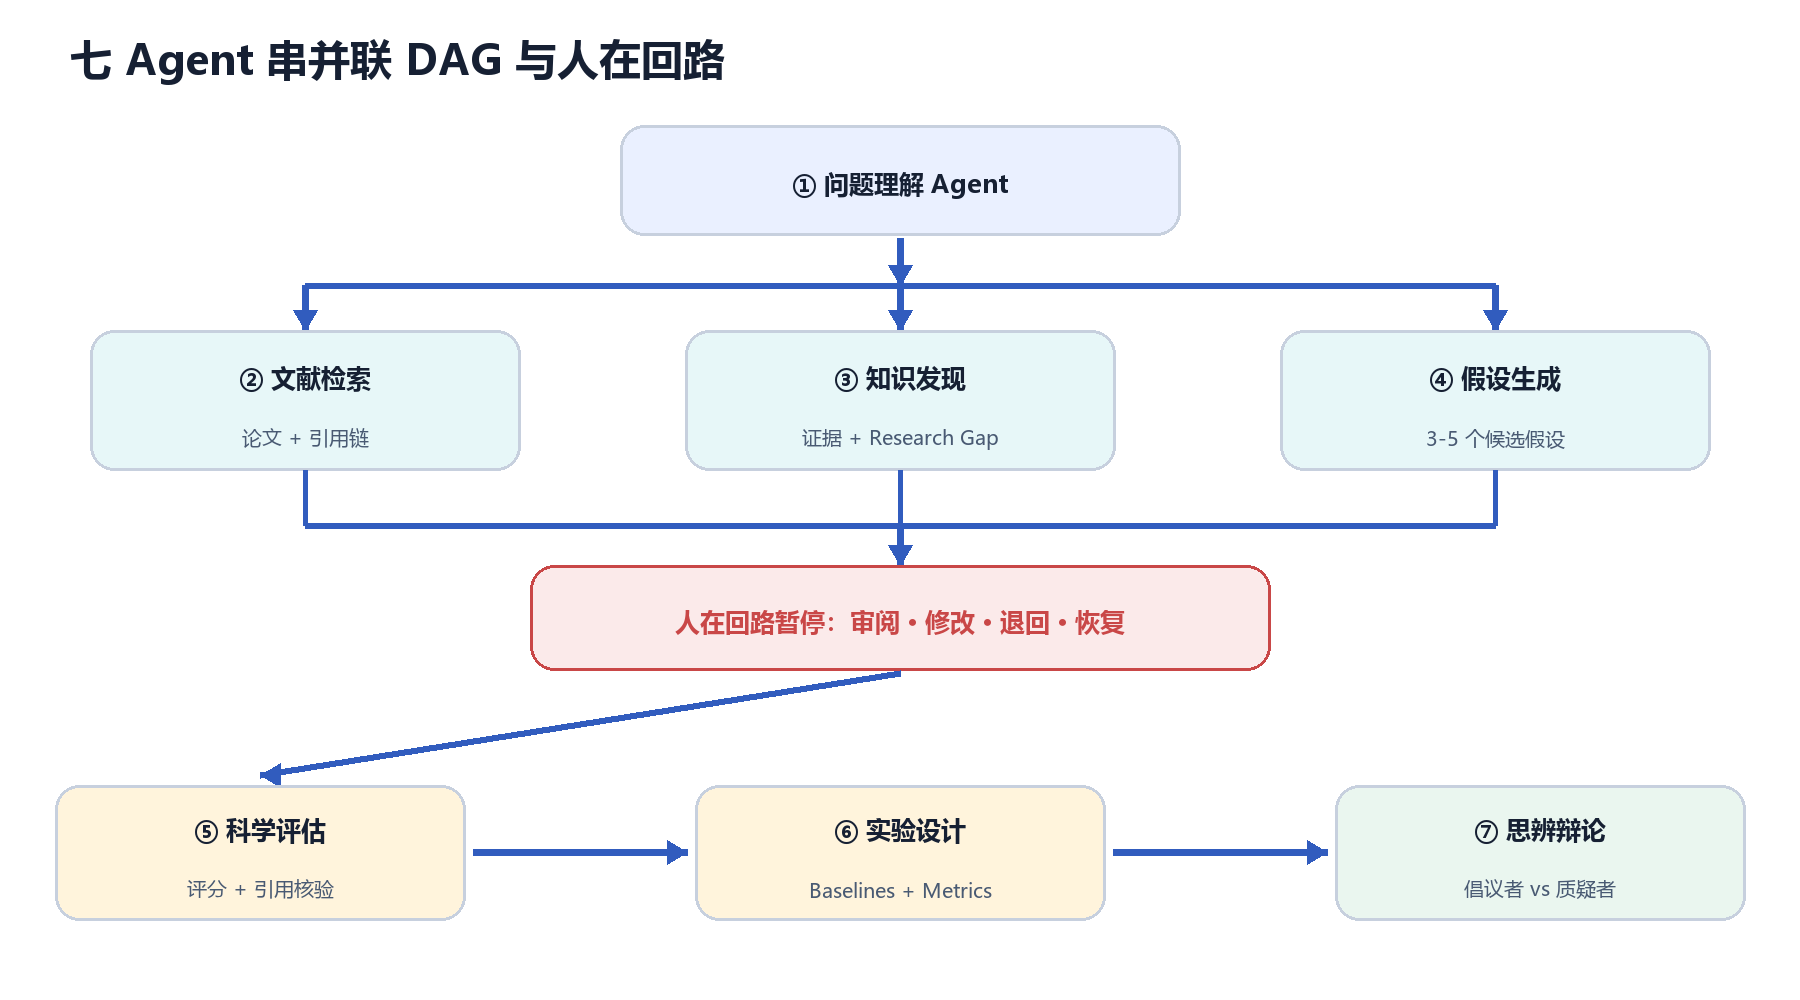 七 Agent 串并联 DAG 与人在回路
① 问题理解 Agent
② 文献检索
论文 + 引用链
③ 知识发现
证据 + Research Gap
④ 假设生成
3-5 个候选假设
人在回路暂停：审阅 • 修改 • 退回 • 恢复
⑤ 科学评估
评分 + 引用核验
⑥ 实验设计
Baselines + Metrics
⑦ 思辨辩论
倡议者 vs 质疑者